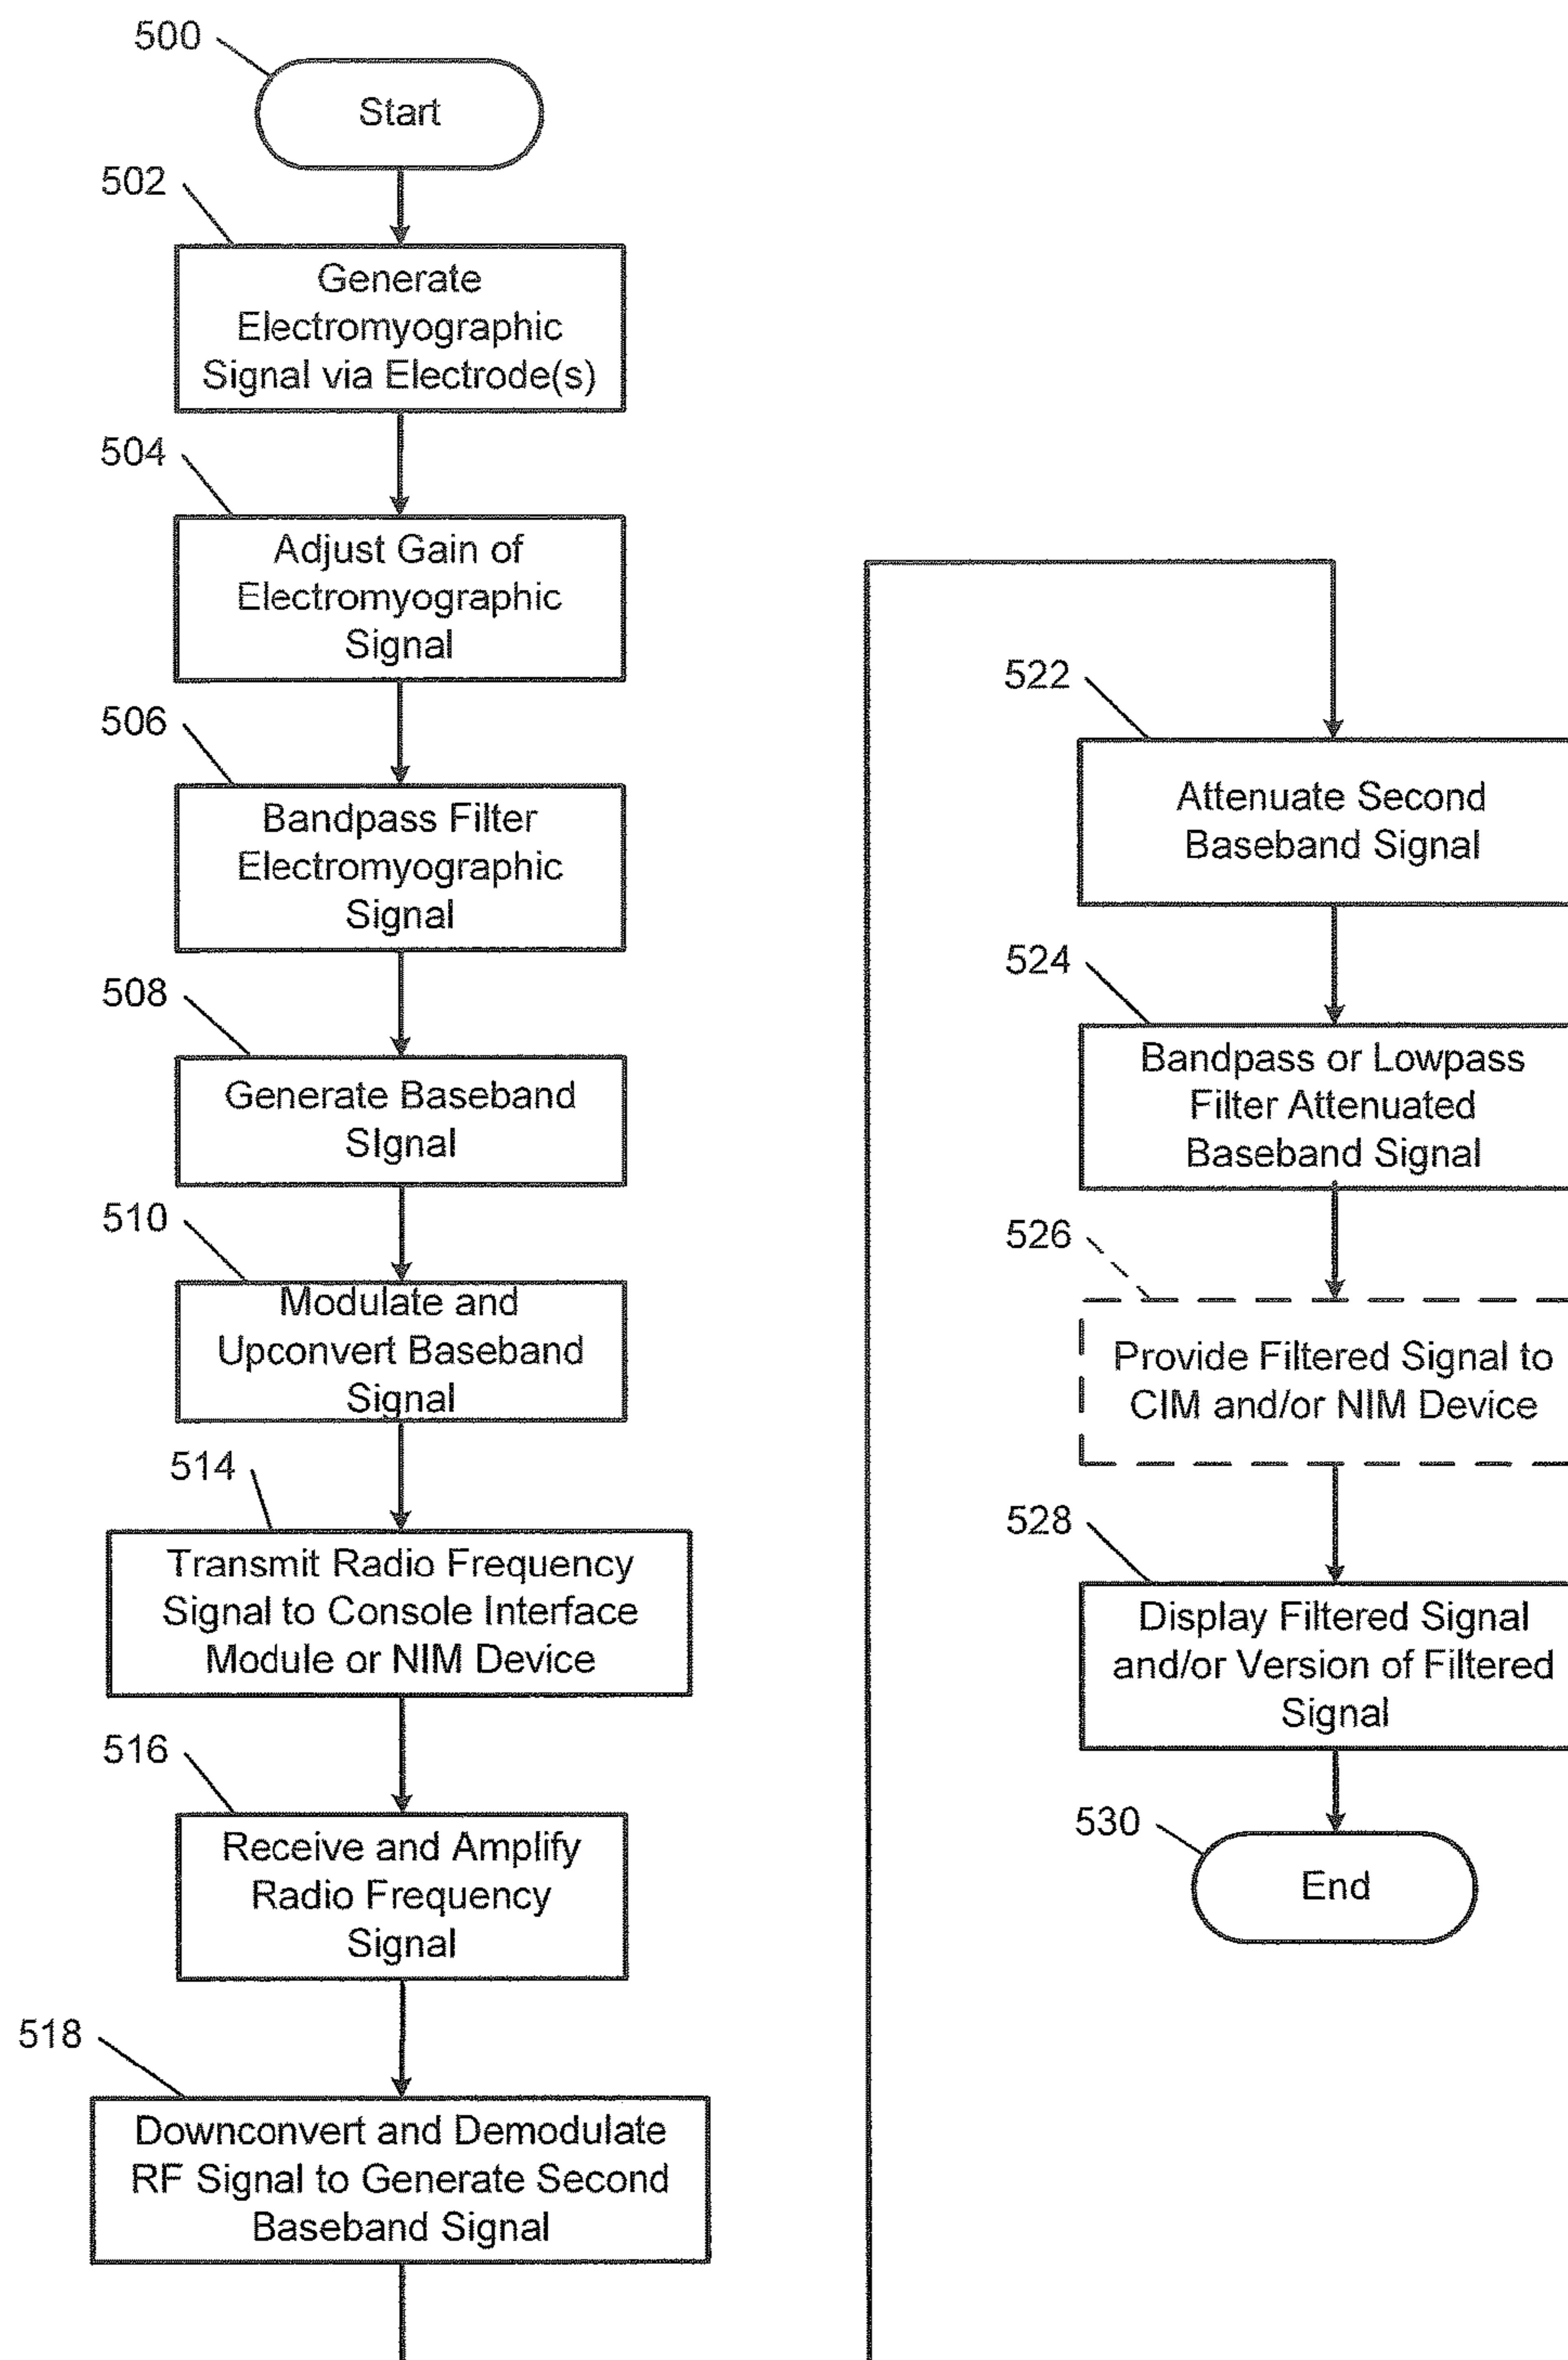 500
Start
502
Generate
Electromyographic
Signal via Electrode(s)
504
Adjust Gain of
Electromyographic
Signal
506
Bandpass Filter
Electromyographic
Signal
508
Generate Baseband
SIgnal
510
Modulate and
Upconvert Baseband
Signal
514
Transmit Radio Frequency
Signal to Console Interface
Module or NIM Device
516
Receive and Amplify
Radio Frequency
Signal
518
Downconvert and Demodulate
RF Signal to Generate Second
Baseband Signal
522
Attenuate Second
Baseband Signal
524
Bandpass or Lowpass
Filter Attenuated
Baseband Signal
526
Provide Filtered Signal to
CIM and/or NIM Device
528
Display Filtered Signal
and/or Version of Filtered
Signal
530
End